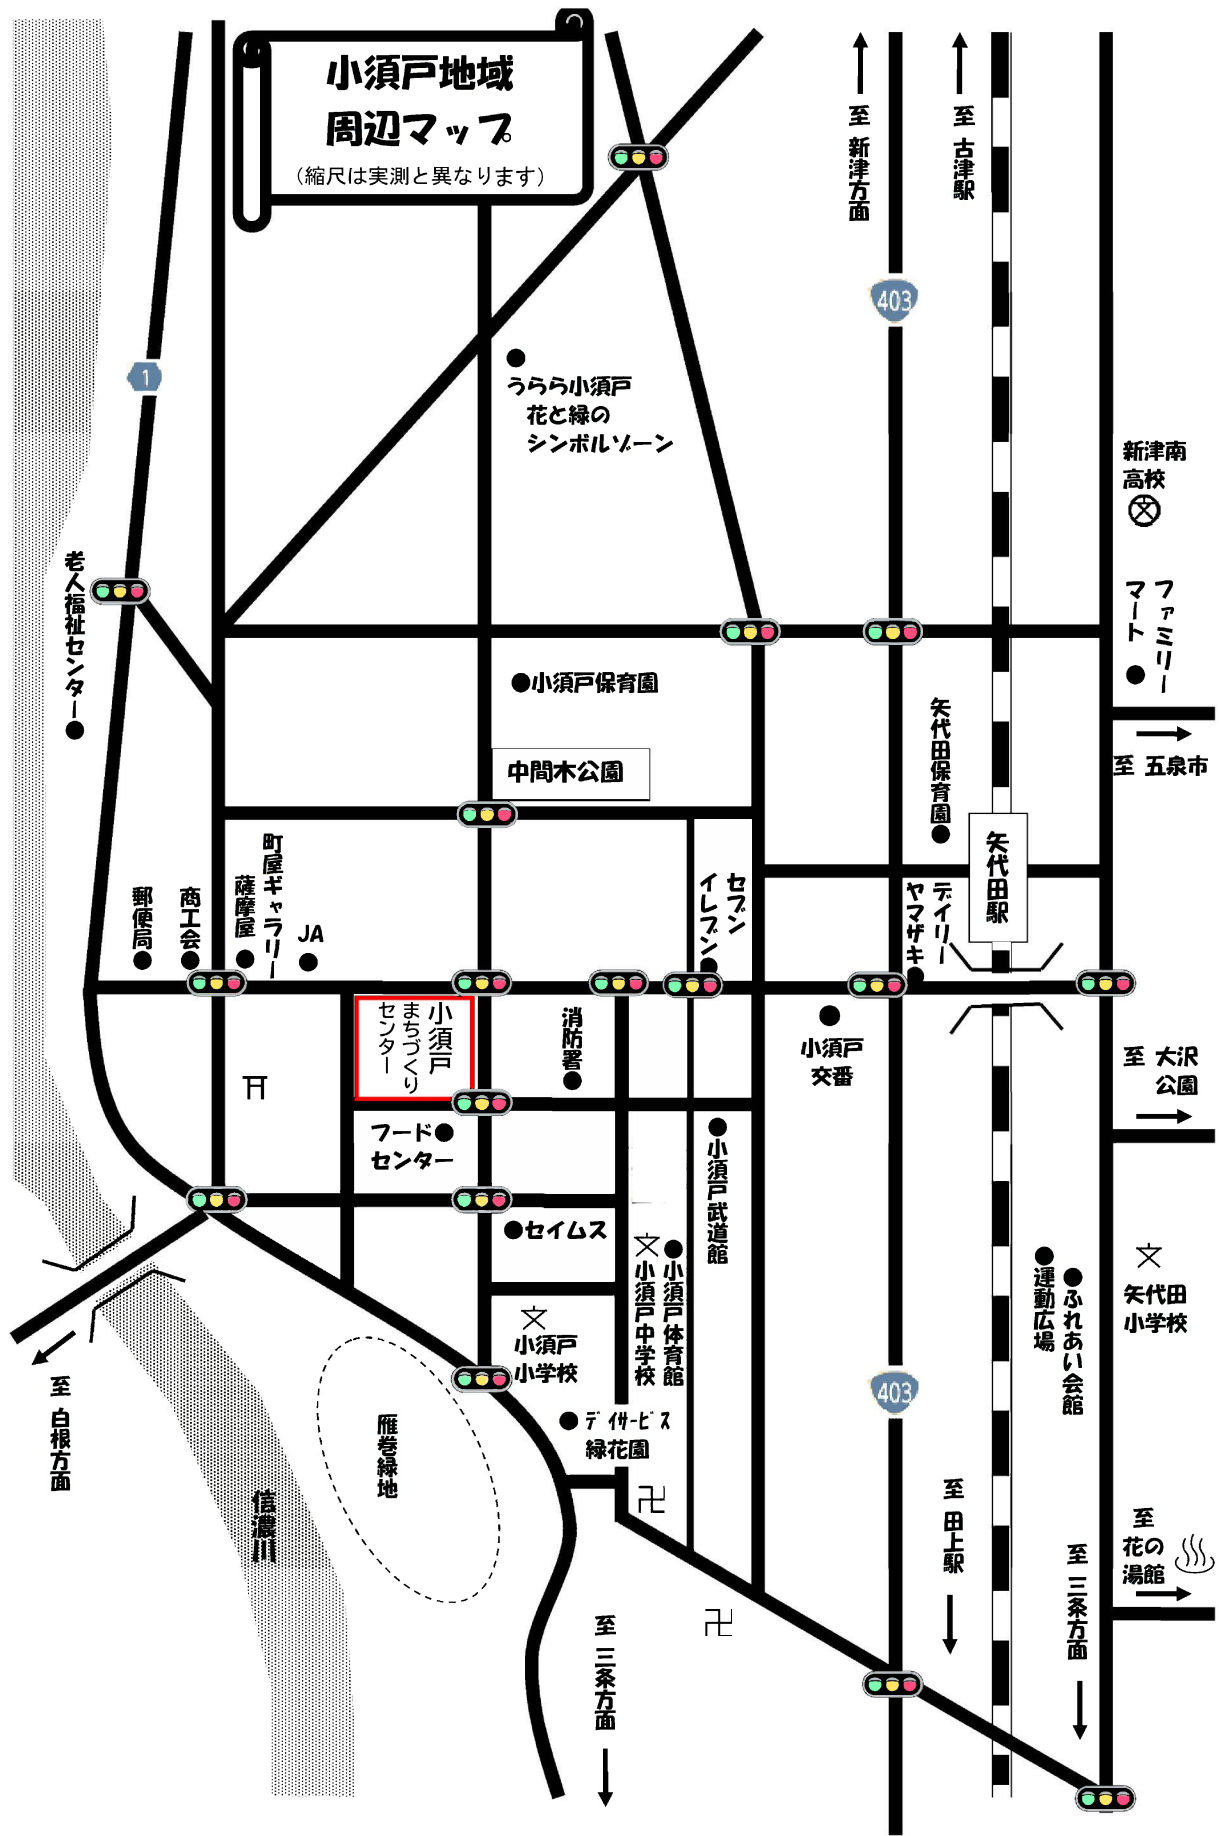 小須戸地域
周辺マップ
(縮尺は実測と異なります)
至 新津方面
至 古津駅
403
1
うらら小須戸
花と緑の
シンボルゾーン
新津南
高校
文
老人福祉センター
ファミリー
マート
小須戸保育園
矢代田保育園
至 五泉市
中間木公園
矢代田駅
郵便局
商工会
町屋ギャラリー
薩摩屋
JA
セブン
イレブン
デイリー
ヤマザキ
小須戸
まちづくり
センター
消防署
小須戸
交番
至 大沢
公園
フード
センター
小須戸武道館
セイムス
文
小須戸中学校
小須戸体育館
運動広場
ふれあい会館
文
矢代田
小学校
文
小須戸
小学校
至 白根方面
403
雁巻緑地
デイサービス
緑花園
信濃川
至 田上駅
至
花の
湯館
至 三条方面
至 三条方面